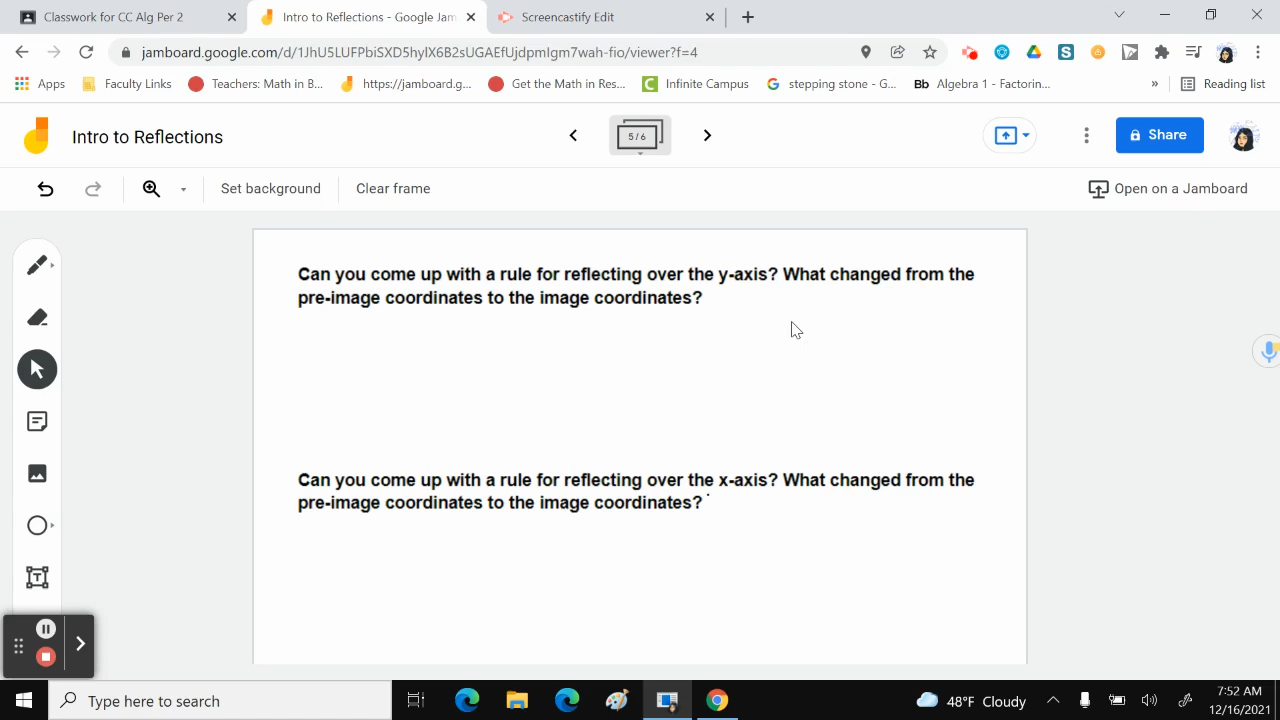 Classwork for CC Alg Per 2
Intro to Reflections - Google Jam
Screencastify Edit
jamboard.google.com/d/1JhU5LUFPbiSXD5hylX6B2sUGAEfUjdpmIgm7wah-fio/viewer?f=4
Apps
Faculty Links
Teachers: Math in B...
https://jamboard.g...
Get the Math in Res...
Infinite Campus
stepping stone - G...
Bb Algebra 1 - Factorin...
»
Reading list
Intro to Reflections
5 / 6
Share
Set background
Clear frame
Open on a Jamboard
Can you come up with a rule for reflecting over the y-axis? What changed from the
pre-image coordinates to the image coordinates?
Can you come up with a rule for reflecting over the x-axis? What changed from the
pre-image coordinates to the image coordinates?
Type here to search
48°F Cloudy
7:52 AM
12/16/2021